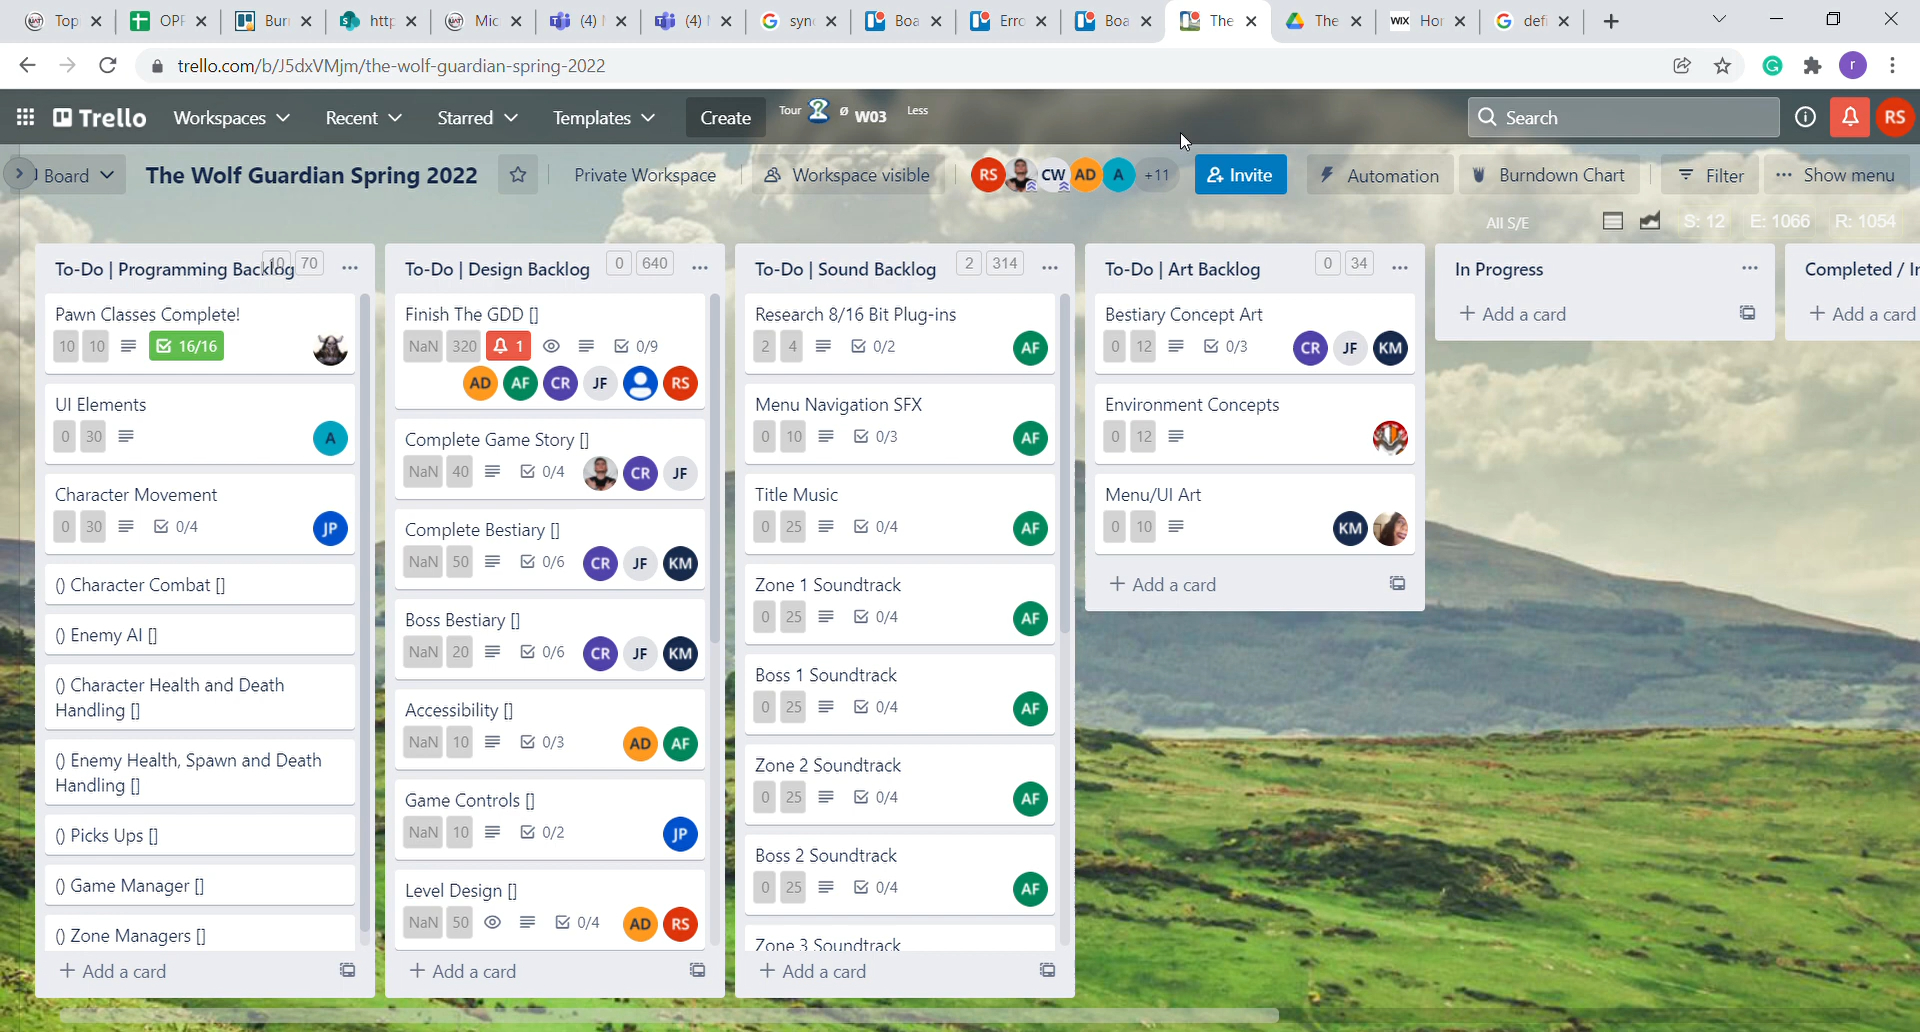 Top
OPF
Bur
http
Mic
(4)
(4)
syn
Boa
Erro
Boa
The
The
WIX Hor
defi
trello.com/b/J5dxVMjm/the-wolf-guardian-spring-2022
r
Trello Workspaces Recent Starred Templates Create Tour ø W03 Less Search RS
Board The Wolf Guardian Spring 2022 Private Workspace Workspace visible RS CW AD A +11 Invite Automation Burndown Chart Filter Show menu
All S/E S: 12 E: 1066 R: 1054
To-Do | Programming Backlog 10 70
Pawn Classes Complete!
10 10 16/16
UI Elements
0 30 A
Character Movement
0 30 0/4 JP
() Character Combat []
() Enemy AI []
() Character Health and Death
Handling []
() Enemy Health, Spawn and Death
Handling []
() Picks Ups []
() Game Manager []
() Zone Managers []
+ Add a card
To-Do | Design Backlog 0 640
Finish The GDD []
NaN 320 1 0/9
AD AF CR JF RS
Complete Game Story []
NaN 40 0/4 CR JF
Complete Bestiary []
NaN 50 0/6 CR JF KM
Boss Bestiary []
NaN 20 0/6 CR JF KM
Accessibility []
NaN 10 0/3 AD AF
Game Controls []
NaN 10 0/2 JP
Level Design []
NaN 50 0/4 AD RS
+ Add a card
To-Do | Sound Backlog 2 314
Research 8/16 Bit Plug-ins
2 4 0/2 AF
Menu Navigation SFX
0 10 0/3 AF
Title Music
0 25 0/4 AF
Zone 1 Soundtrack
0 25 0/4 AF
Boss 1 Soundtrack
0 25 0/4 AF
Zone 2 Soundtrack
0 25 0/4 AF
Boss 2 Soundtrack
0 25 0/4 AF
Zone 3 Soundtrack
+ Add a card
To-Do | Art Backlog 0 34
Bestiary Concept Art
0 12 0/3 CR JF KM
Environment Concepts
0 12
Menu/UI Art
0 10 KM
+ Add a card
In Progress
+ Add a card
Completed / In
+ Add a card